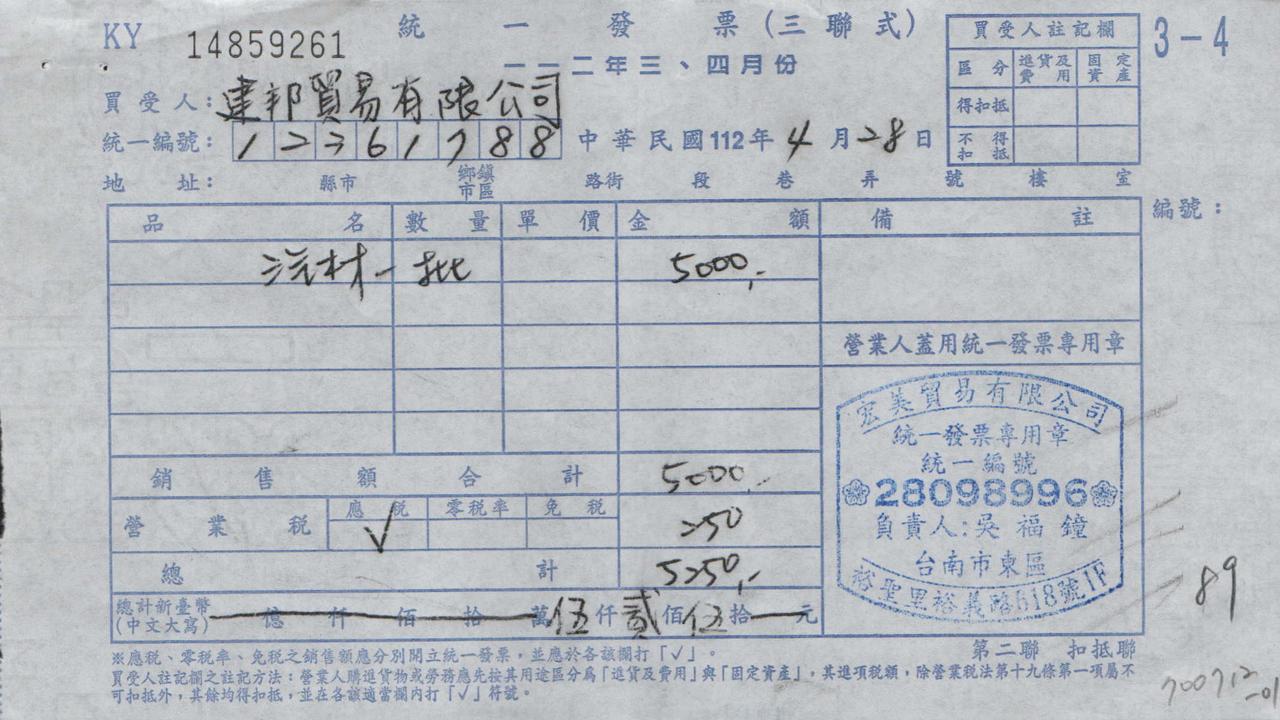 KY 14859261
統一發票(三聯式)
一一二年三、四月份
3-4
買受人註記欄
區分 進貨及費用 固定資產
得扣抵
不得扣抵
買受人:建邦貿易有限公司
統一編號:12361788 中華民國112年4月28日
地址: 縣市 鄉鎮市區 路街 段 巷 弄 號 樓 室
編號:
品名 數量 單價 金額 備註
汽材一批 5000,-
營業人蓋用統一發票專用章
宏美貿易有限公司
統一發票專用章
統一編號
28098996
負責人:吳福鐘
台南市東區
裕聖里裕義路618號1F
銷售額合計 5000,-
營業稅 應稅 √ 零稅率 免稅 250
總計 5250,-
總計新臺幣
(中文大寫) 億 仟 佰 拾 萬 伍仟 貳佰 伍拾 元
89
第二聯 扣抵聯
※應稅、零稅率、免稅之銷售額應分別開立統一發票,並應於各該欄打「√」。
買受人註記欄之註記方法:營業人購進貨物或勞務應先按其用途區分為「進貨及費用」與「固定資產」,其進項稅額,除營業稅法第十九條第一項屬不
可扣抵外,其餘均得扣抵,並在各該適當欄內打「√」符號。
700712-01